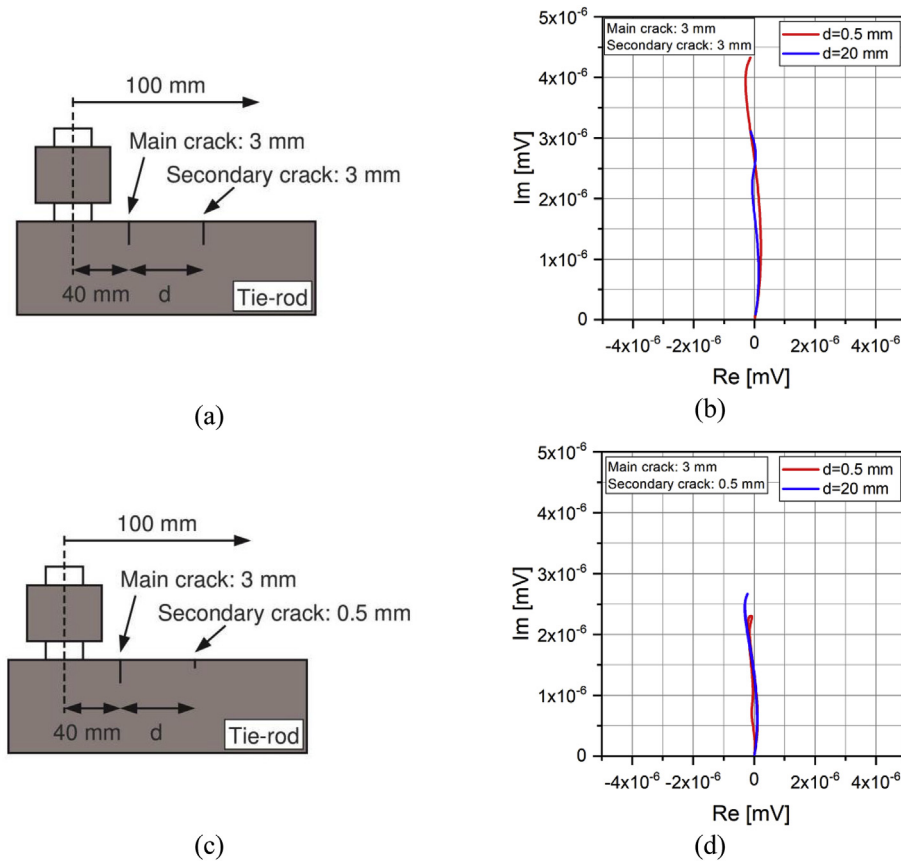 100 mm
Main crack: 3 mm
Secondary crack: 3 mm
40 mm
d
Tie-rod
(a)
5x10⁻⁶
4x10⁻⁶
3x10⁻⁶
2x10⁻⁶
1x10⁻⁶
0
Im [mV]
Main crack: 3 mm
Secondary crack: 3 mm
d=0.5 mm
d=20 mm
-4x10⁻⁶ -2x10⁻⁶ 0 2x10⁻⁶ 4x10⁻⁶
Re [mV]
(b)
100 mm
Main crack: 3 mm
Secondary crack: 0.5 mm
40 mm
d
Tie-rod
(c)
5x10⁻⁶
4x10⁻⁶
3x10⁻⁶
2x10⁻⁶
1x10⁻⁶
0
Im [mV]
Main crack: 3 mm
Secondary crack: 0.5 mm
d=0.5 mm
d=20 mm
-4x10⁻⁶ -2x10⁻⁶ 0 2x10⁻⁶ 4x10⁻⁶
Re [mV]
(d)